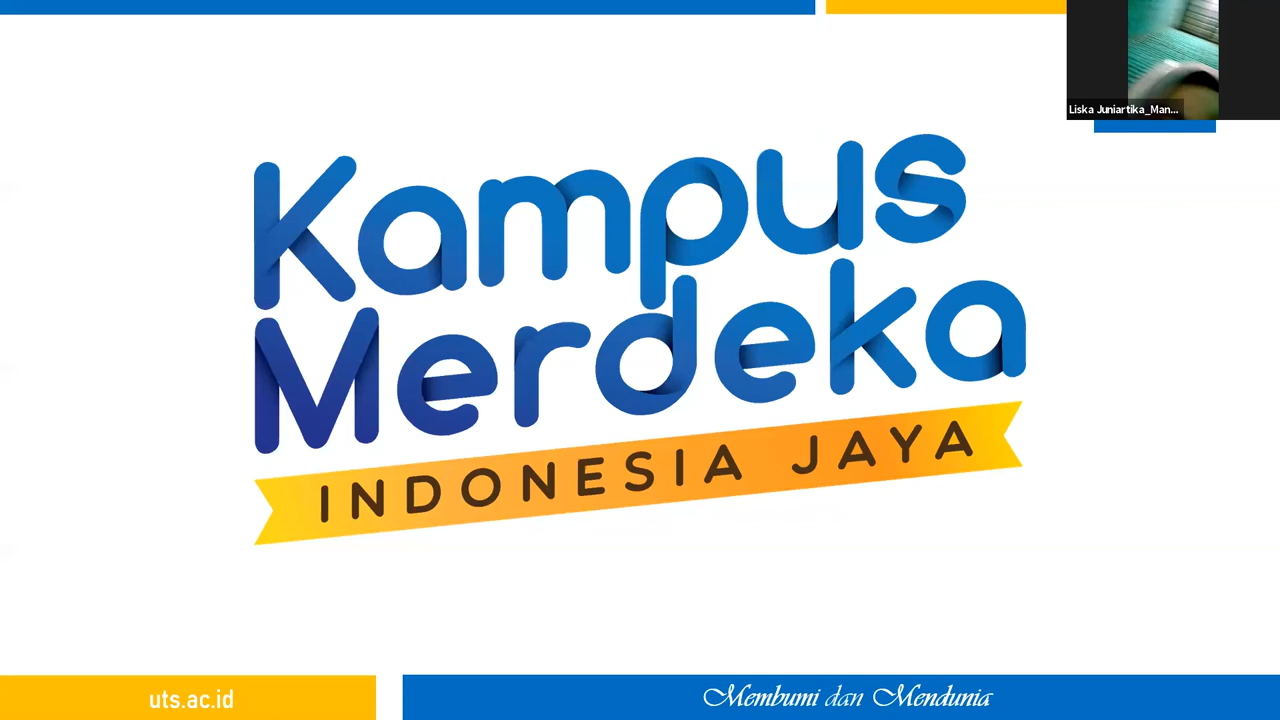 Liska Juniartika_Man...
Kampus
Merdeka
INDONESIA JAYA
uts.ac.id
Membumi dan Mendunia